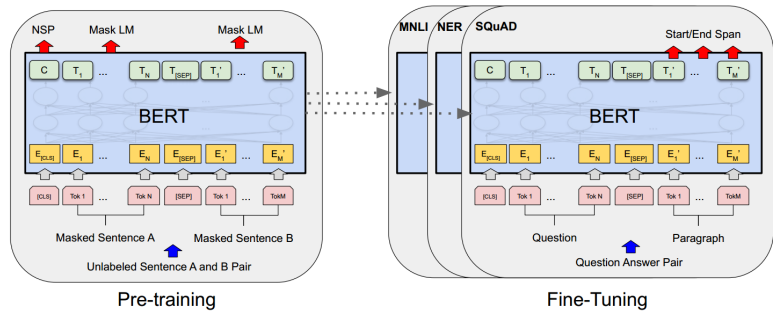 NSP Mask LM Mask LM
C T1 ... TN T[SEP] T1' ... TM'
BERT
E[CLS] E1 ... EN E[SEP] E1' ... EM'
[CLS] Tok 1 ... Tok N [SEP] Tok 1 ... TokM
Masked Sentence A Masked Sentence B
Unlabeled Sentence A and B Pair
Pre-training
MNLI NER SQuAD
Start/End Span
C T1 ... TN T[SEP] T1' ... TM'
BERT
E[CLS] E1 ... EN E[SEP] E1' ... EM'
[CLS] Tok 1 ... Tok N [SEP] Tok 1 ... TokM
Question Paragraph
Question Answer Pair
Fine-Tuning